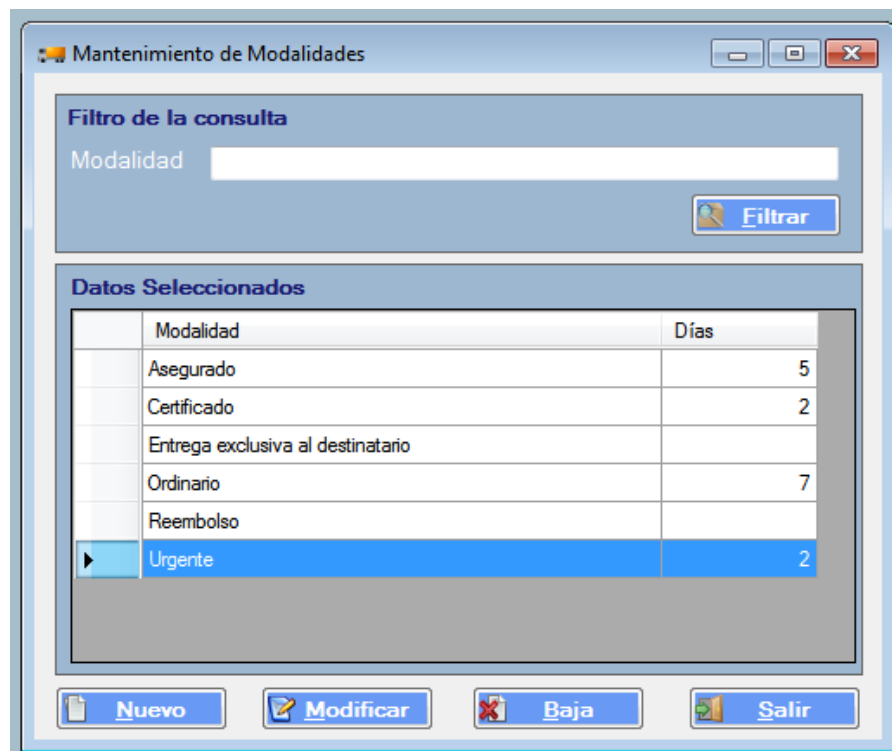 Mantenimiento de Modalidades
Filtro de la consulta
Modalidad
Filtrar
Datos Seleccionados
Modalidad Días
Asegurado 5
Certificado 2
Entrega exclusiva al destinatario
Ordinario 7
Reembolso
Urgente 2
Nuevo Modificar Baja Salir